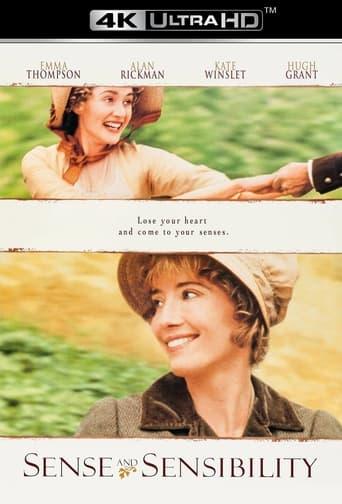 4K ULTRA HD
EMMA ALAN KATE HUGH
THOMPSON RICKMAN WINSLET GRANT
Lose your heart
and come to your senses.
SENSE AND SENSIBILITY